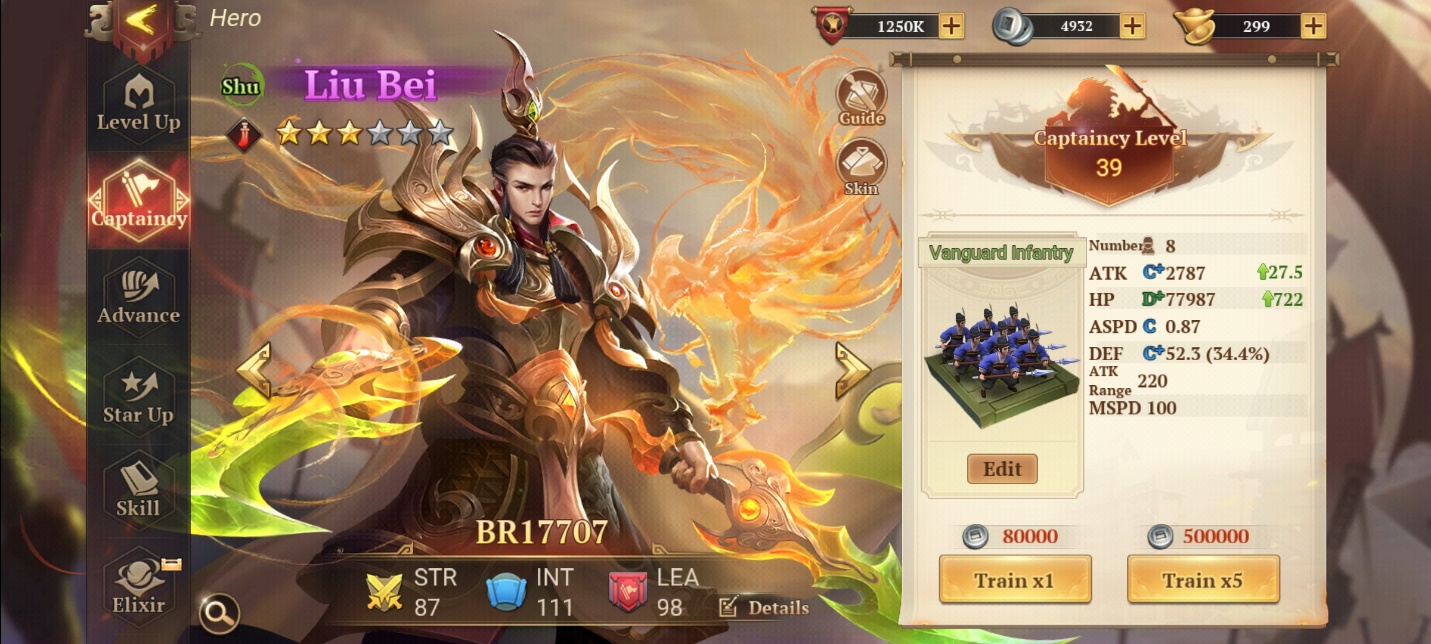 Hero
1250K
4932
299
Level Up
Captaincy
Advance
Star Up
Skill
Elixir
Shu
Liu Bei
Guide
Skin
BR17707
STR
87
INT
111
LEA
98
Details
Captaincy Level
39
Vanguard Infantry
Edit
Number 8
ATK C+ 2787 27.5
HP D+ 77987 722
ASPD C 0.87
DEF C+ 52.3 (34.4%)
ATK
Range 220
MSPD 100
80000
500000
Train x1
Train x5